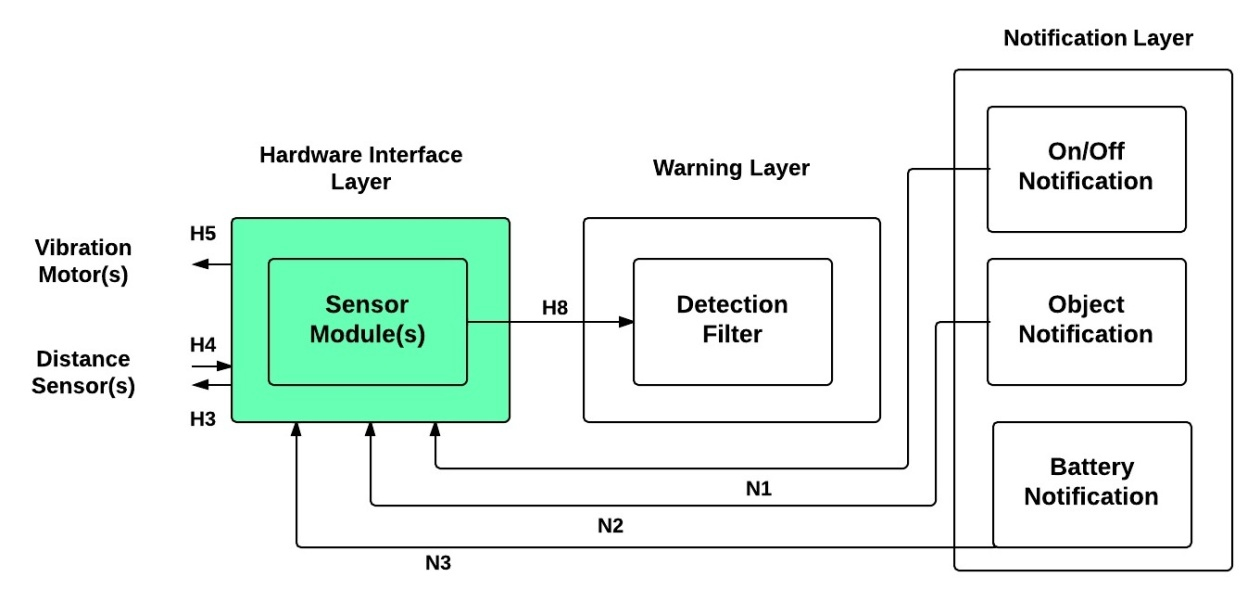 Notification Layer
On/Off
Notification
Hardware Interface
Layer
Warning Layer
H5
Vibration
Motor(s)
Sensor
Module(s)
H8
Detection
Filter
Object
Notification
H4
Distance
Sensor(s)
H3
Battery
Notification
N1
N2
N3